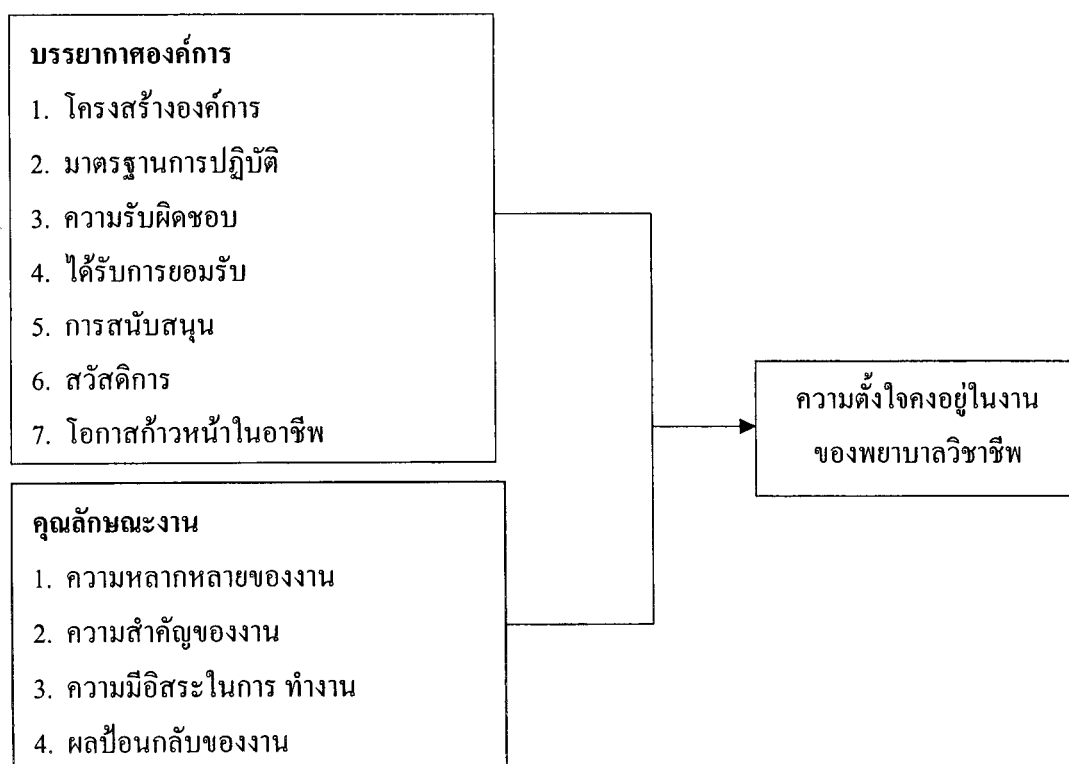 บรรยากาศองค์การ
1. โครงสร้างองค์การ
2. มาตรฐานการปฏิบัติ
3. ความรับผิดชอบ
4. ได้รับการยอมรับ
5. การสนับสนุน
6. สวัสดิการ
7. โอกาสก้าวหน้าในอาชีพ
คุณลักษณะงาน
1. ความหลากหลายของงาน
2. ความสำคัญของงาน
3. ความมีอิสระในการ ทำงาน
4. ผลป้อนกลับของงาน
ความตั้งใจคงอยู่ในงาน
ของพยาบาลวิชาชีพ